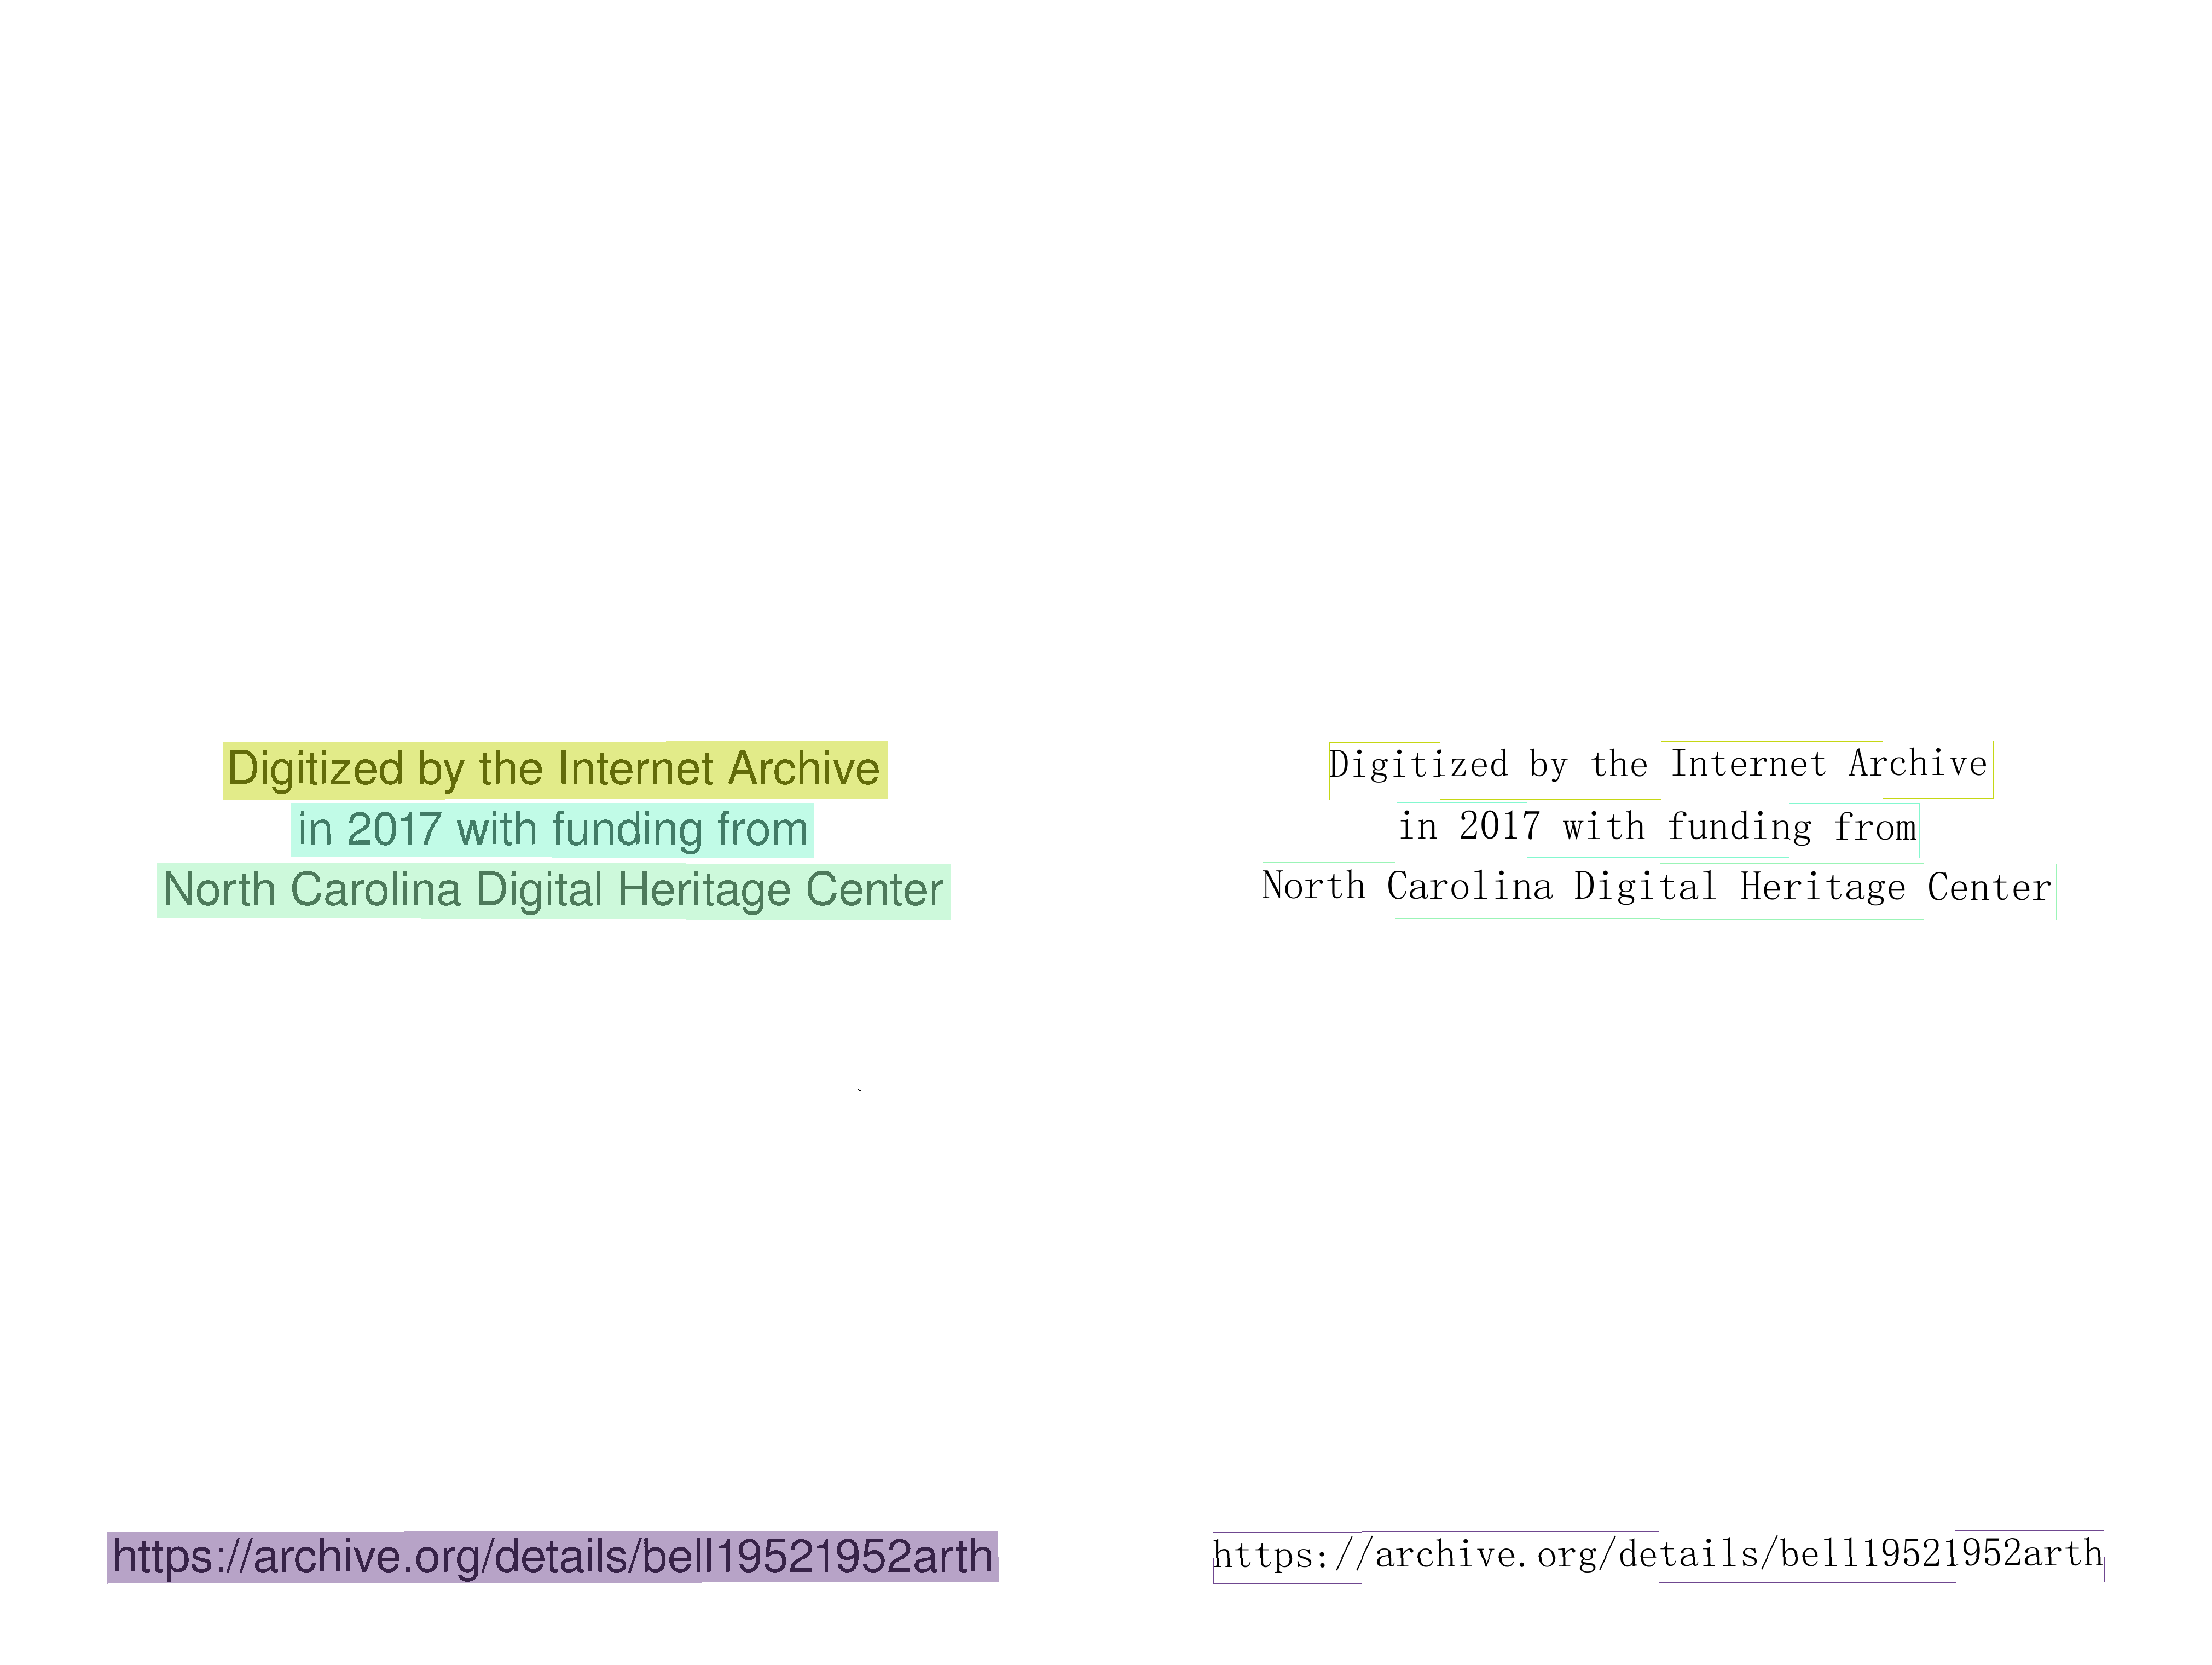 Digitized by the Internet Archive
in 2017 with funding from
North Carolina Digital Heritage Center
https://archive.org/details/bell19521952arth
Digitized by the Internet Archive
in 2017 with funding from
North Carolina Digital Heritage Center
https://archive.org/details/bell19521952arth